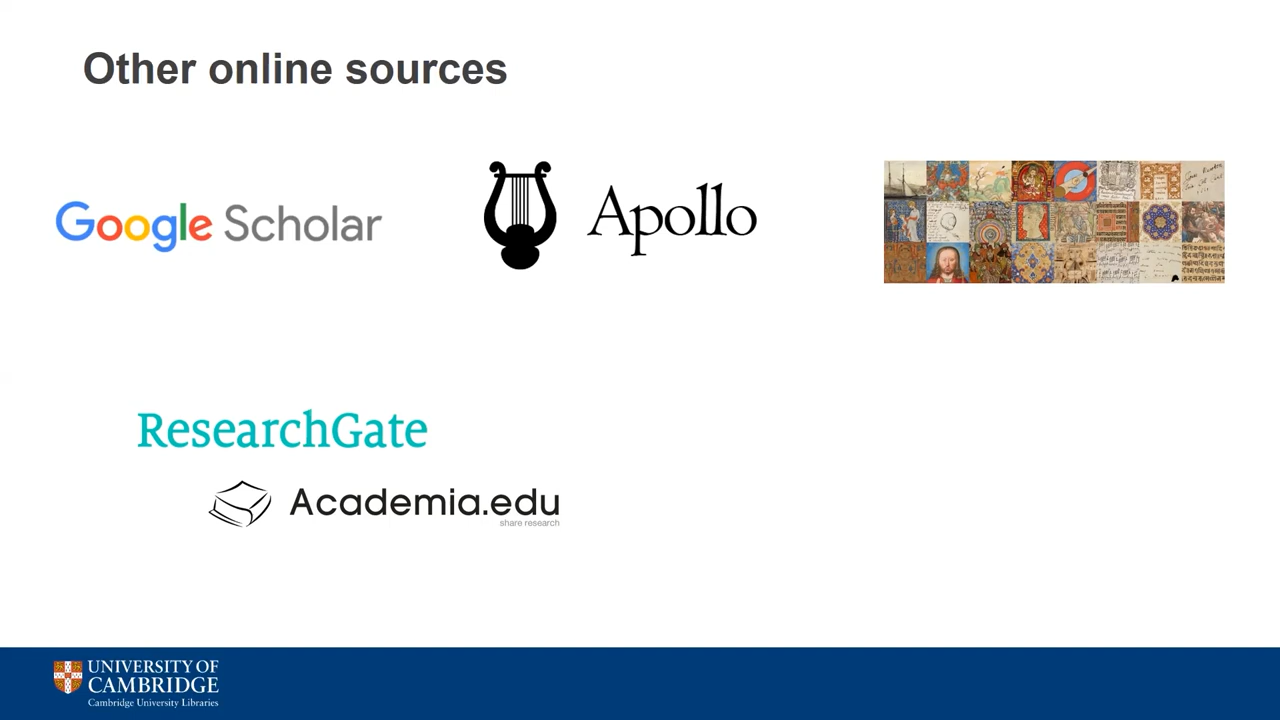 Other online sources
Google Scholar
Apollo
ResearchGate
Academia.edu
share research
UNIVERSITY OF
CAMBRIDGE
Cambridge University Libraries